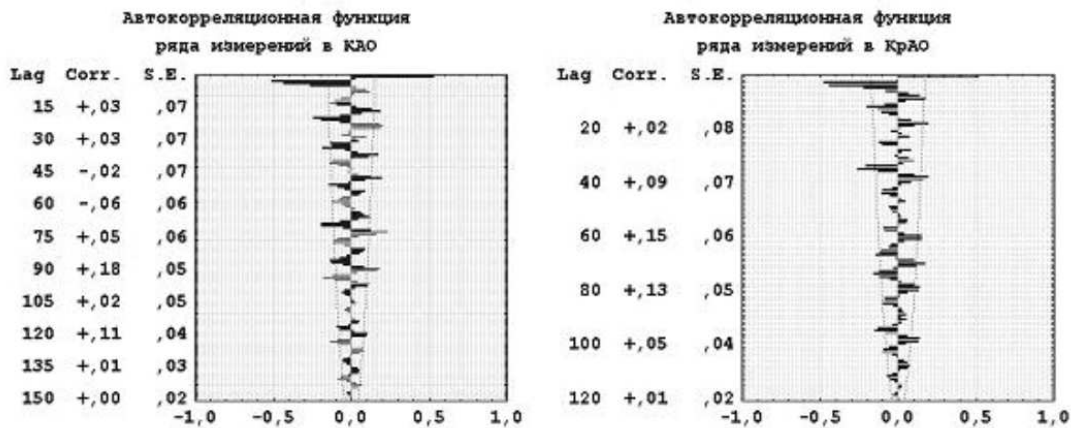 Автокорреляционная функция
ряда измерений в КАО
Lag Corr. S.E.
15 +,03 ,07
30 +,03 ,07
45 -,02 ,07
60 -,06 ,06
75 +,05 ,06
90 +,18 ,05
105 +,02 ,05
120 +,11 ,04
135 +,01 ,03
150 +,00 ,02
-1,0 -0,5 0,0 0,5 1,0
Автокорреляционная функция
ряда измерений в КрАО
Lag Corr. S.E.
20 +,02 ,08
40 +,09 ,07
60 +,15 ,06
80 +,13 ,05
100 +,05 ,04
120 +,01 ,02
-1,0 -0,5 0,0 0,5 1,0